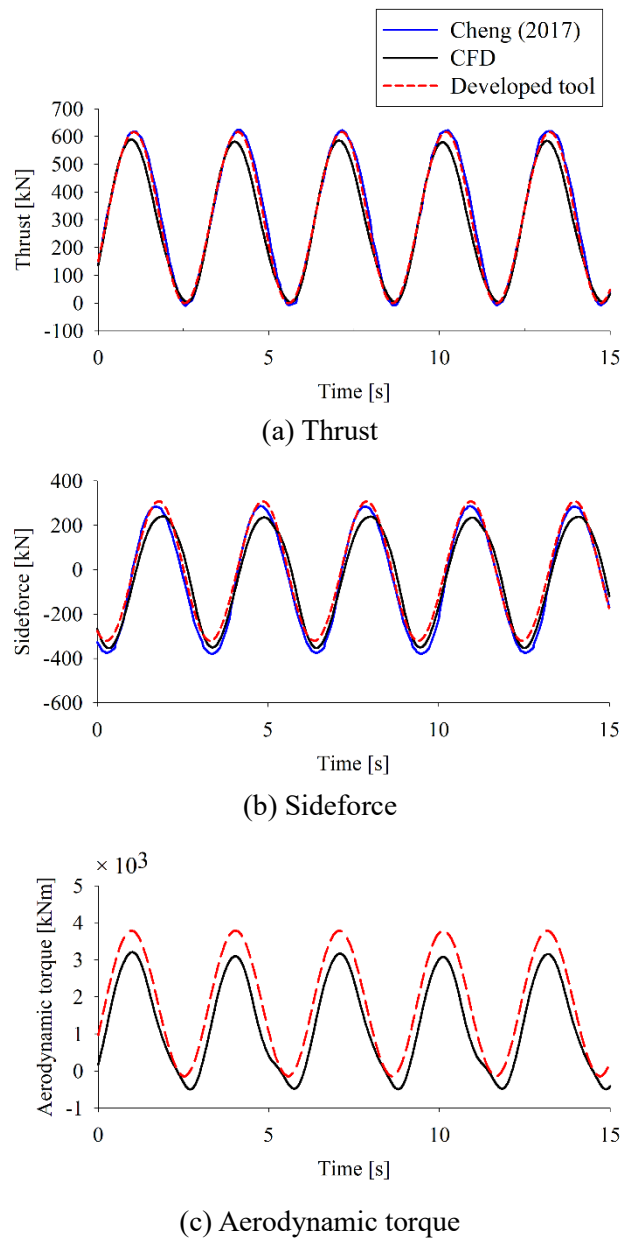 Cheng (2017)
CFD
Developed tool
Thrust [kN]
700
600
500
400
300
200
100
0
-100
0 5 10 15
Time [s]
(a) Thrust
Sideforce [kN]
400
200
0
-200
-400
-600
0 5 10 15
Time [s]
(b) Sideforce
× 10³
Aerodynamic torque [kNm]
5
4
3
2
1
0
-1
0 5 10 15
Time [s]
(c) Aerodynamic torque